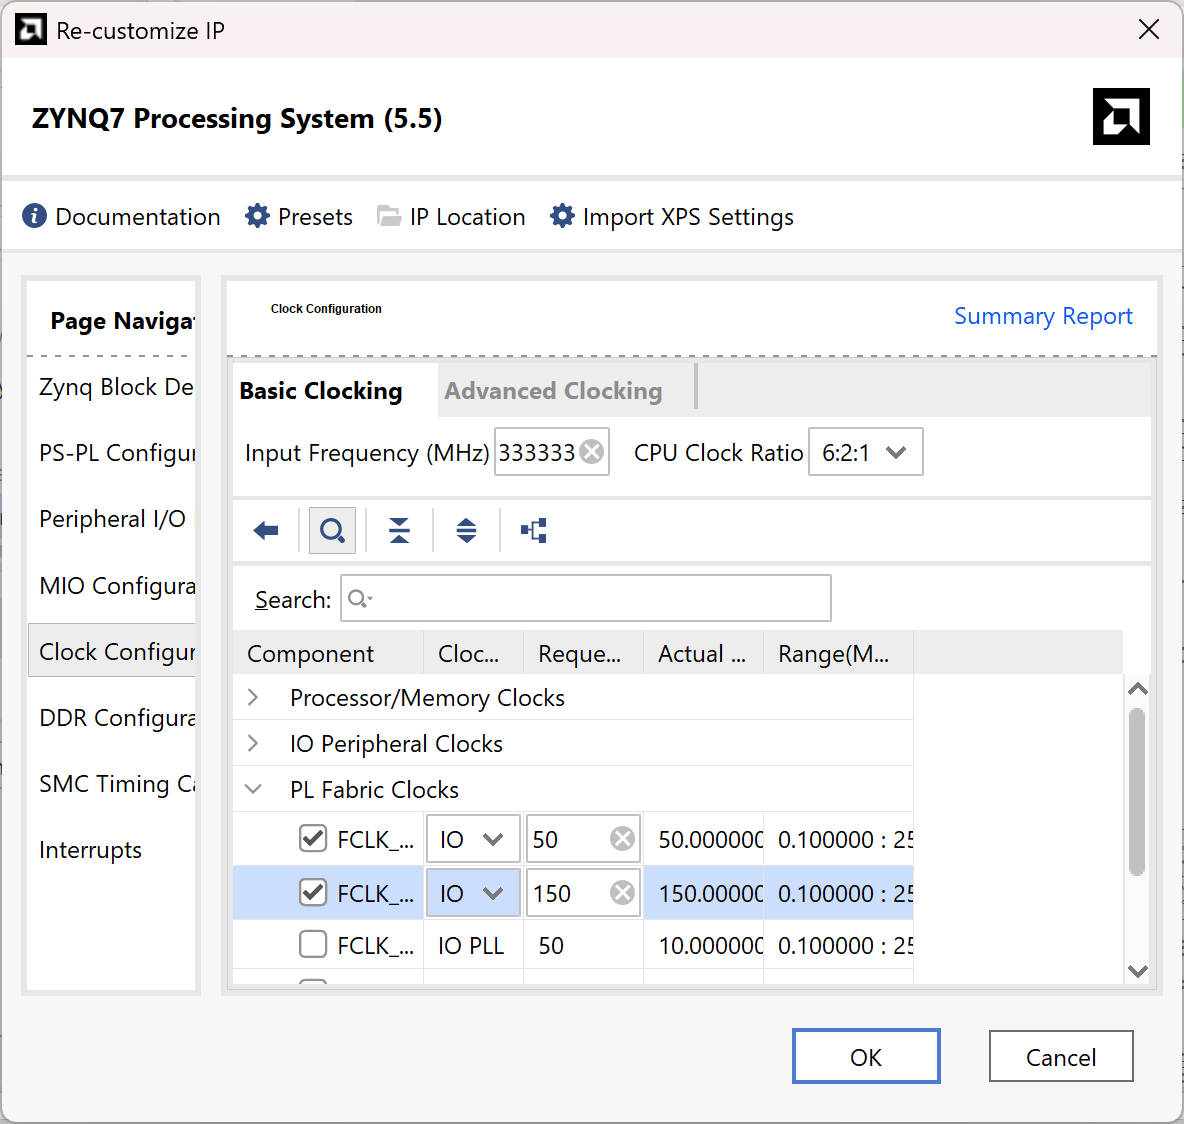 Re-customize IP
ZYNQ7 Processing System (5.5)
Documentation Presets IP Location Import XPS Settings
Page Naviga
Zynq Block De
PS-PL Configur
Peripheral I/O
MIO Configura
Clock Configur
DDR Configura
SMC Timing Ca
Interrupts
Clock Configuration
Summary Report
Basic Clocking Advanced Clocking
Input Frequency (MHz) 333333 CPU Clock Ratio 6:2:1
Search:
Component Cloc... Reque... Actual ... Range(M...
Processor/Memory Clocks
IO Peripheral Clocks
PL Fabric Clocks
FCLK_... IO 50 50.000000 0.100000 : 25
FCLK_... IO 150 150.00000 0.100000 : 25
FCLK_... IO PLL 50 10.000000 0.100000 : 25
OK Cancel